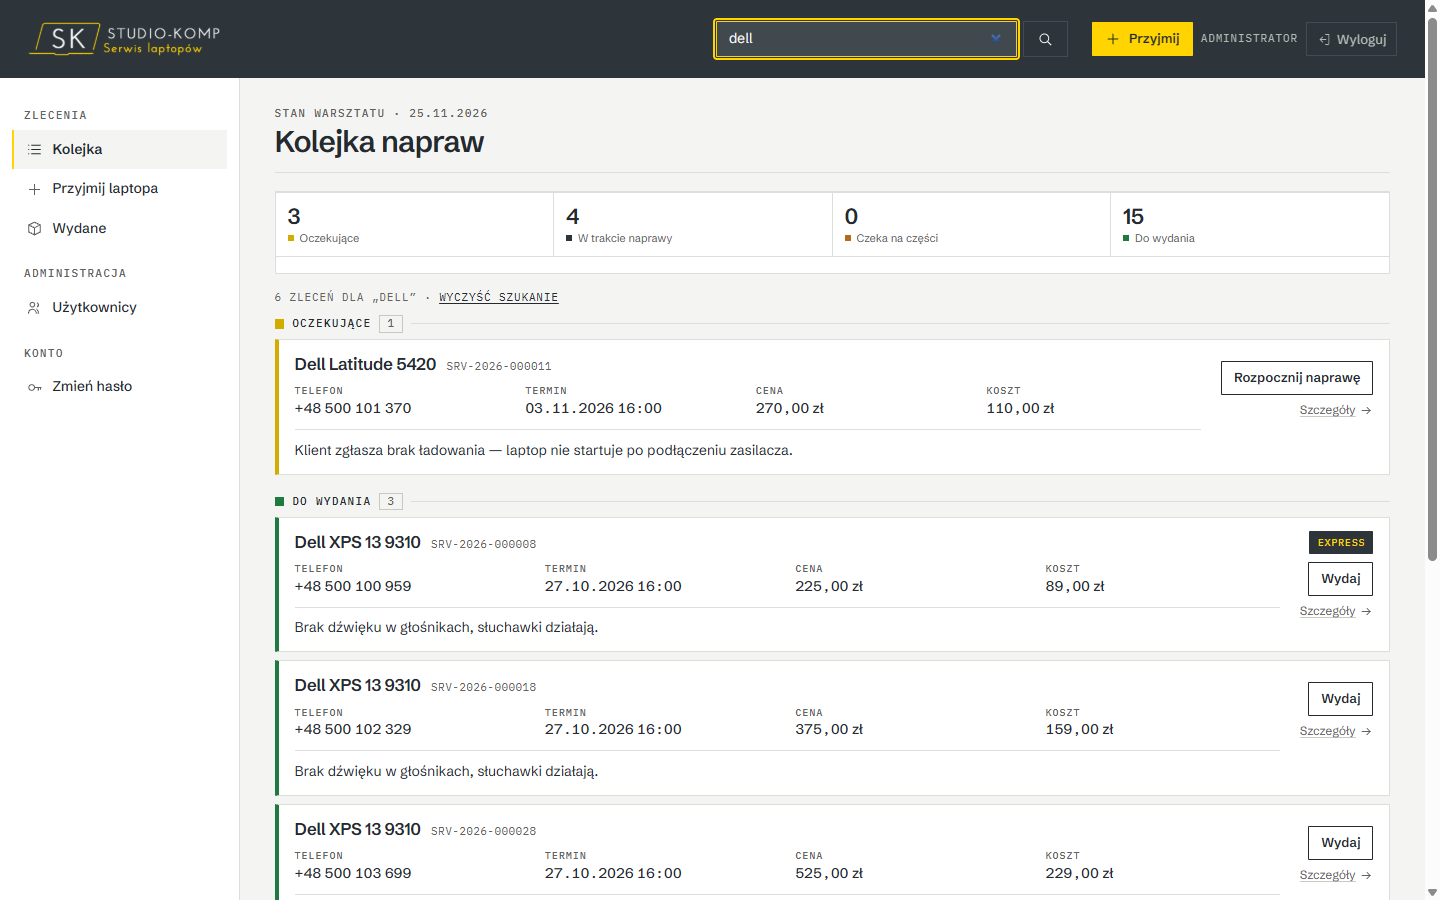 SK STUDIO-KOMP
Serwis laptopów
dell
Przyjmij
ADMINISTRATOR
Wyloguj
ZLECENIA
Kolejka
Przyjmij laptopa
Wydane
ADMINISTRACJA
Użytkownicy
KONTO
Zmień hasło
STAN WARSZTATU · 25.11.2026
Kolejka napraw
3
Oczekujące
4
W trakcie naprawy
0
Czeka na części
15
Do wydania
6 ZLECEŃ DLA „DELL” · WYCZYŚĆ SZUKANIE
OCZEKUJĄCE 1
Dell Latitude 5420 SRV-2026-000011
TELEFON TERMIN CENA KOSZT
+48 500 101 370 03.11.2026 16:00 270,00 zł 110,00 zł
Klient zgłasza brak ładowania — laptop nie startuje po podłączeniu zasilacza.
Rozpocznij naprawę
Szczegóły →
DO WYDANIA 3
Dell XPS 13 9310 SRV-2026-000008
TELEFON TERMIN CENA KOSZT
+48 500 100 959 27.10.2026 16:00 225,00 zł 89,00 zł
Brak dźwięku w głośnikach, słuchawki działają.
EXPRESS
Wydaj
Szczegóły →
Dell XPS 13 9310 SRV-2026-000018
TELEFON TERMIN CENA KOSZT
+48 500 102 329 27.10.2026 16:00 375,00 zł 159,00 zł
Brak dźwięku w głośnikach, słuchawki działają.
Wydaj
Szczegóły →
Dell XPS 13 9310 SRV-2026-000028
TELEFON TERMIN CENA KOSZT
+48 500 103 699 27.10.2026 16:00 525,00 zł 229,00 zł
Wydaj
Szczegóły →